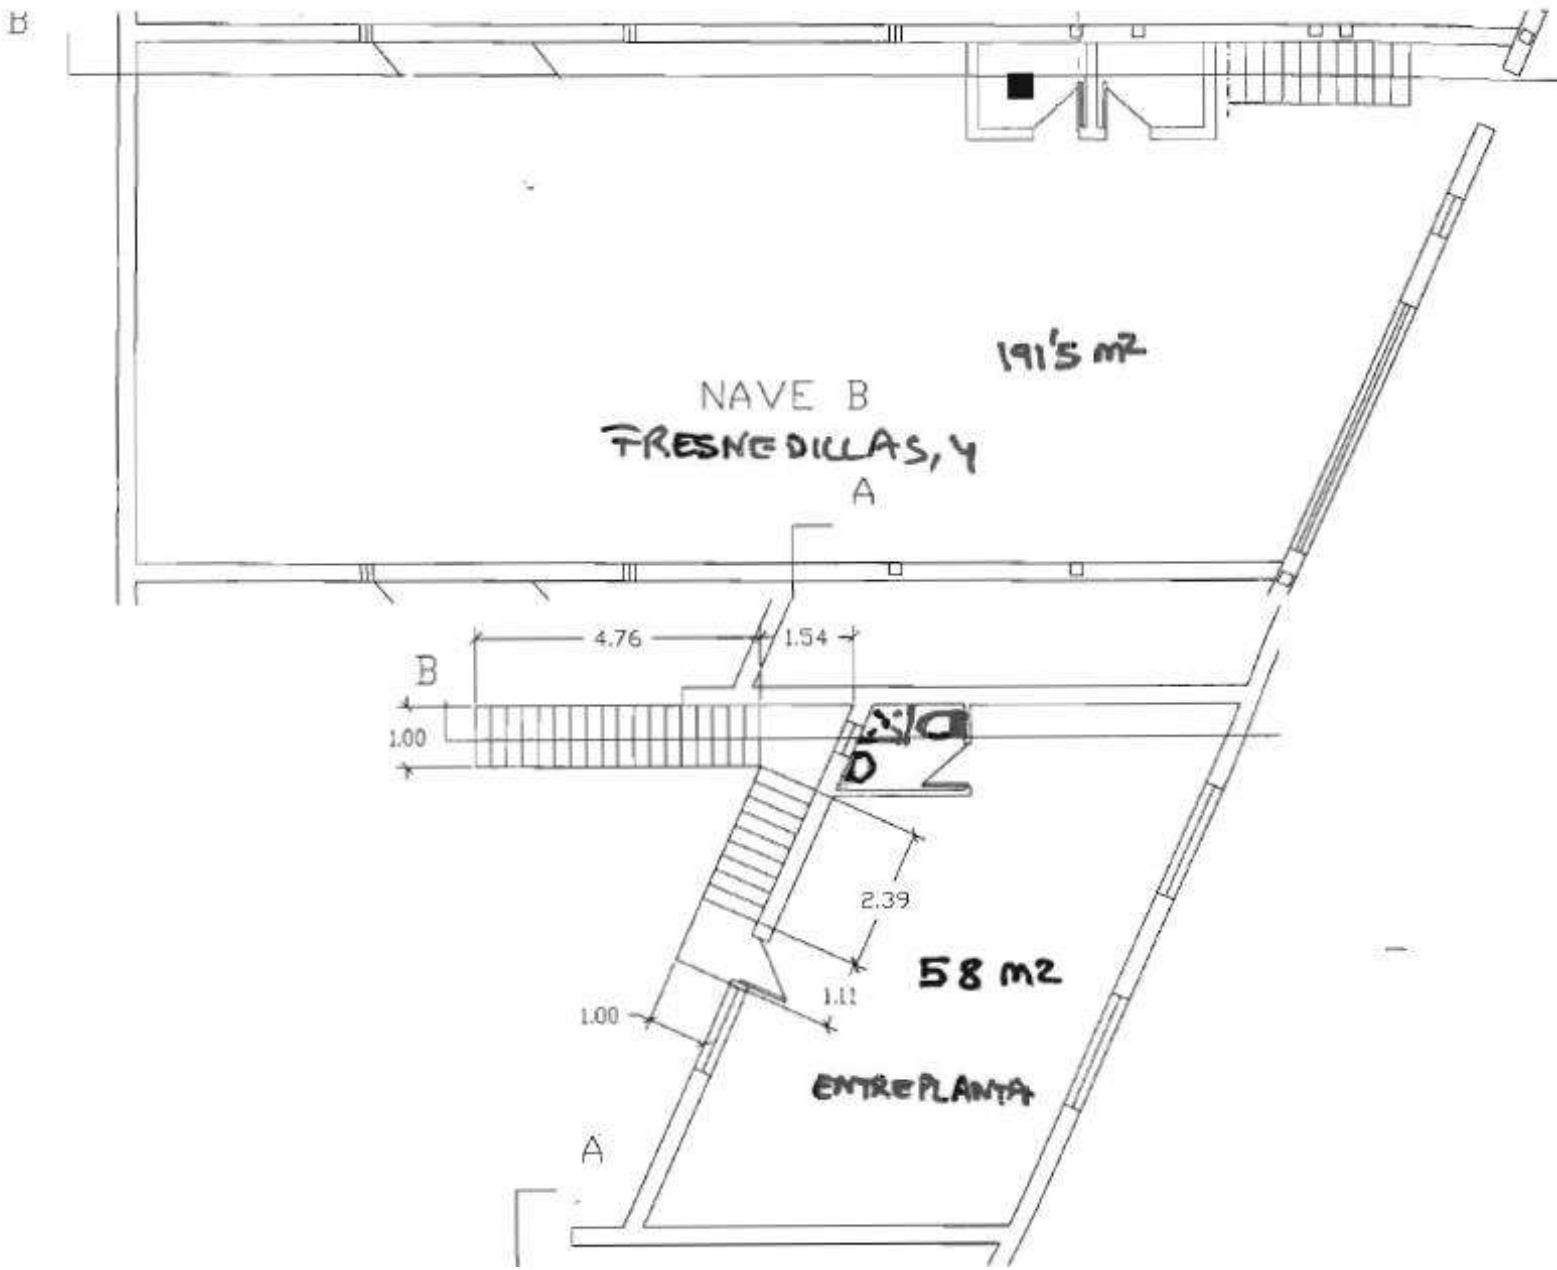 B
191'5 m2
NAVE B
FRESNEDILLAS, 4
A
4.76
1.54
B
1.00
2.39
58 m2
1.11
1.00
ENTREPLANTA
A